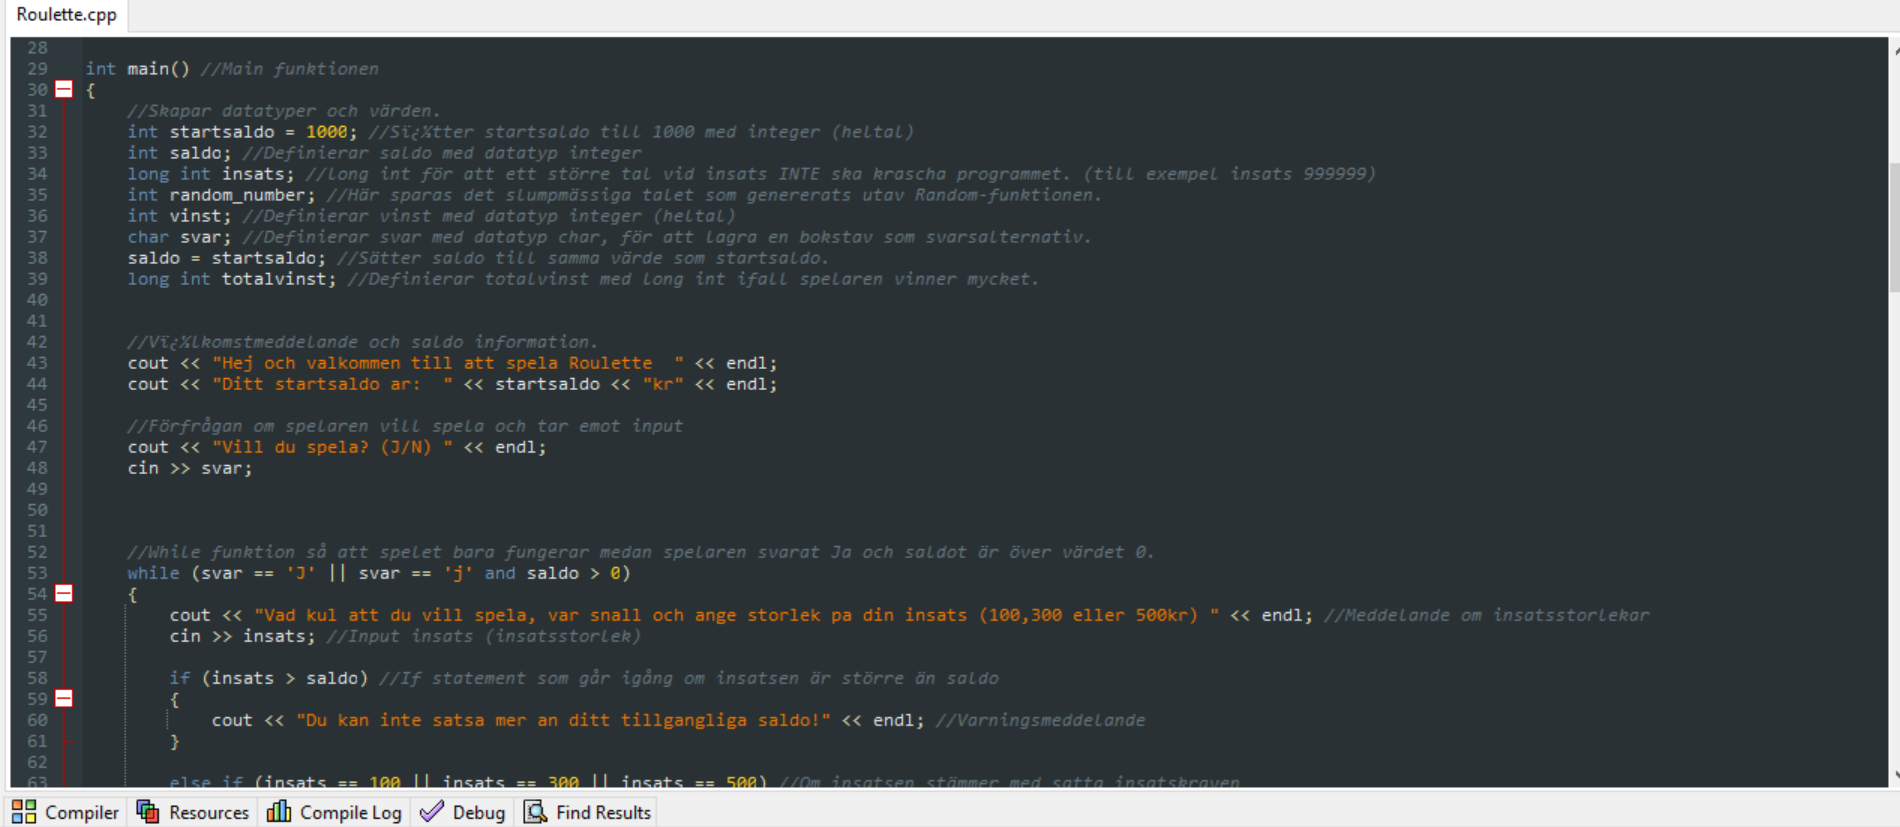 Roulette.cpp
28
29 int main() //Main funktionen
30 {
31 //Skapar datatyper och värden.
32 int startsaldo = 1000; //Sï¿½tter startsaldo till 1000 med integer (heltal)
33 int saldo; //Definierar saldo med datatyp integer
34 long int insats; //long int för att ett större tal vid insats INTE ska krascha programmet. (till exempel insats 999999)
35 int random_number; //Här sparas det slumpmässiga talet som genererats utav Random-funktionen.
36 int vinst; //Definierar vinst med datatyp integer (heltal)
37 char svar; //Definierar svar med datatyp char, för att lagra en bokstav som svarsalternativ.
38 saldo = startsaldo; //Sätter saldo till samma värde som startsaldo.
39 long int totalvinst; //Definierar totalvinst med long int ifall spelaren vinner mycket.
40
41
42 //Vï¿½lkomstmeddelande och saldo information.
43 cout << "Hej och valkommen till att spela Roulette  " << endl;
44 cout << "Ditt startsaldo ar:  " << startsaldo << "kr" << endl;
45
46 //Förfrågan om spelaren vill spela och tar emot input
47 cout << "Vill du spela? (J/N) " << endl;
48 cin >> svar;
49
50
51
52 //While funktion så att spelet bara fungerar medan spelaren svarat Ja och saldot är över värdet 0.
53 while (svar == 'J' || svar == 'j' and saldo > 0)
54 {
55 cout << "Vad kul att du vill spela, var snall och ange storlek pa din insats (100,300 eller 500kr) " << endl; //Meddelande om insatsstorlekar
56 cin >> insats; //Input insats (insatsstorlek)
57
58 if (insats > saldo) //If statement som går igång om insatsen är större än saldo
59 {
60 cout << "Du kan inte satsa mer an ditt tillgangliga saldo!" << endl; //Varningsmeddelande
61 }
62
63 else if (insats == 100 || insats == 300 || insats == 500) //Om insatsen stämmer med satta insatskraven
Compiler Resources Compile Log Debug Find Results